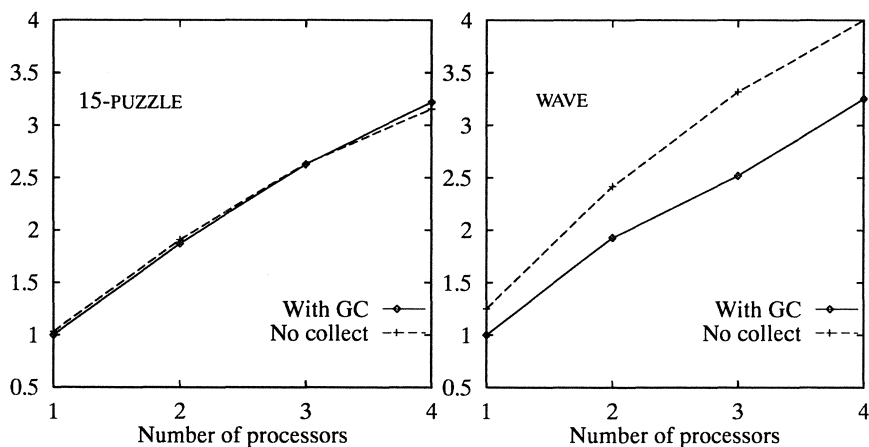 4
3.5
3
2.5
2
1.5
1
0.5
15-PUZZLE
With GC
No collect
1 2 3 4
Number of processors
4
3.5
3
2.5
2
1.5
1
0.5
WAVE
With GC
No collect
1 2 3 4
Number of processors